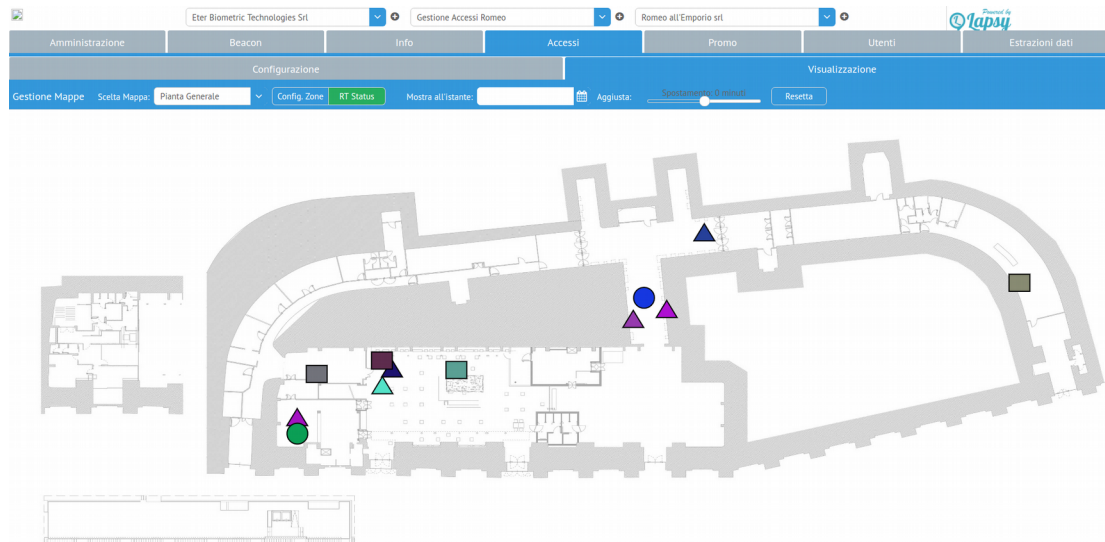 Eter Biometric Technologies Srl
Gestione Accessi Romeo
Romeo all'Emporio srl
Powered by
Lapsy
Amministrazione
Beacon
Info
Accessi
Promo
Utenti
Estrazioni dati
Configurazione
Visualizzazione
Gestione Mappe
Scelta Mappa:
Pianta Generale
Config. Zone
RT Status
Mostra all'istante:
Aggiusta:
Spostamento: 0 minuti
Resetta